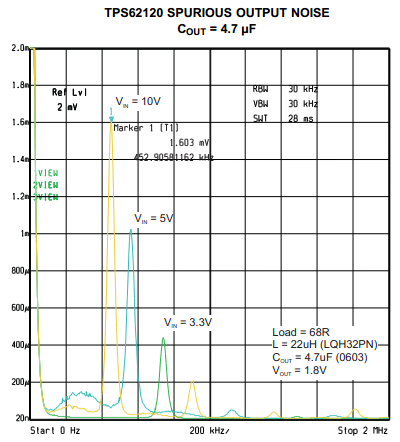 TPS62120 SPURIOUS OUTPUT NOISE
COUT = 4.7 µF
2.0m
Ref Lvl
2 mV
VIN = 10V
RBW 30 kHz
VBW 30 kHz
SWT 28 ms
1.8m
1
1.6m
Marker 1 [T1]
1.603 mV
452.90581162 kHz
1.4m
1VIEW
2VIEW
3VIEW
1.2m
VIN = 5V
1m
800µ
600µ
VIN = 3.3V
Load = 68R
400µ
L = 22uH (LQH32PN)
COUT = 4.7uF (0603)
VOUT = 1.8V
200µ
20n
Start 0 Hz
200 kHz/
Stop 2 MHz